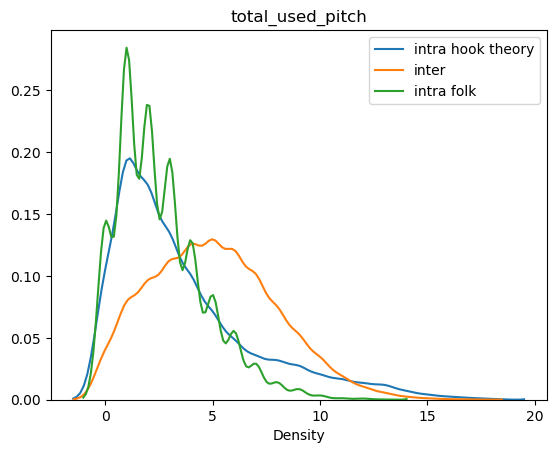 total_used_pitch
intra hook theory
inter
intra folk
0.25
0.20
0.15
0.10
0.05
0.00
0 5 10 15 20
Density